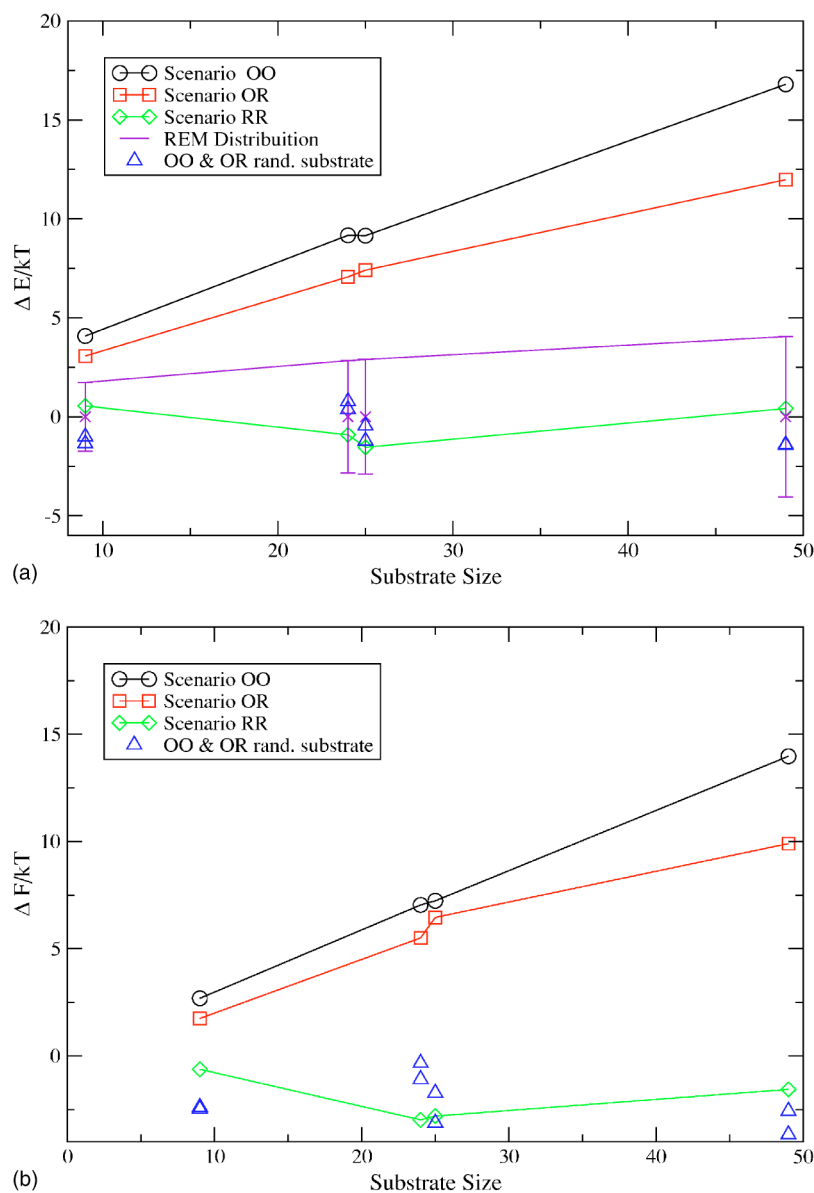 20
15
10
5
0
-5
Δ E/kT
Scenario OO
Scenario OR
Scenario RR
REM Distribuition
OO & OR rand. substrate
10 20 30 40 50
Substrate Size
(a)
20
15
10
5
0
Δ F/kT
Scenario OO
Scenario OR
Scenario RR
OO & OR rand. substrate
0 10 20 30 40 50
Substrate Size
(b)